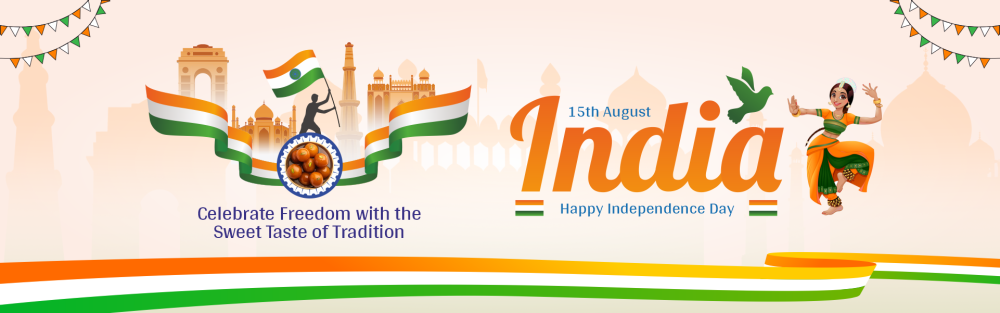 Celebrate Freedom with the
Sweet Taste of Tradition
15th August
India
Happy Independence Day